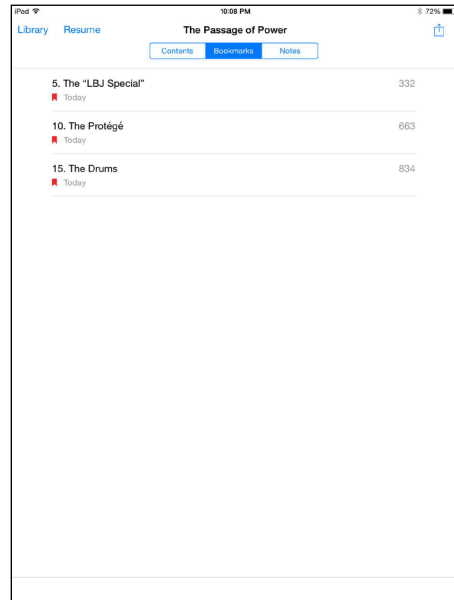 iPad 10:08 PM 72%
Library Resume The Passage of Power
Contents Bookmarks Notes
5. The “LBJ Special” 332
Today
10. The Protégé 663
Today
15. The Drums 834
Today